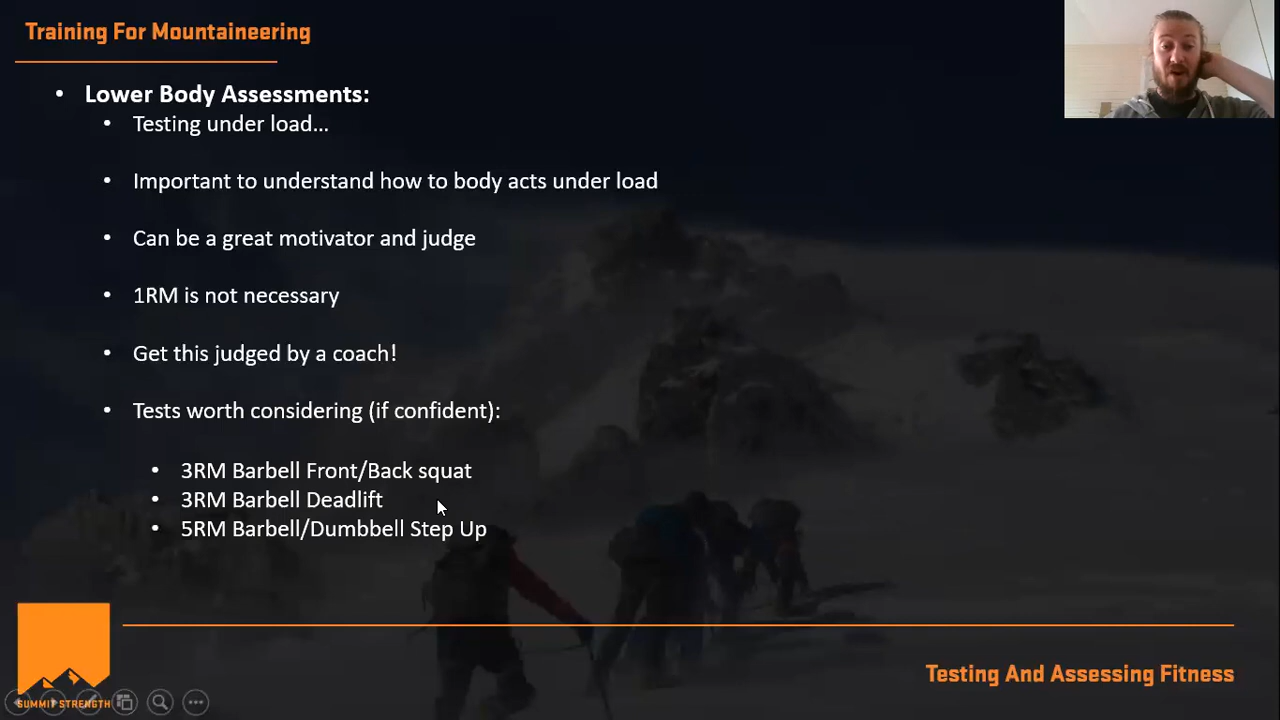 Training For Mountaineering
Lower Body Assessments:
Testing under load...
Important to understand how to body acts under load
Can be a great motivator and judge
1RM is not necessary
Get this judged by a coach!
Tests worth considering (if confident):
3RM Barbell Front/Back squat
3RM Barbell Deadlift
5RM Barbell/Dumbbell Step Up
SUMMIT STRENGTH
Testing And Assessing Fitness